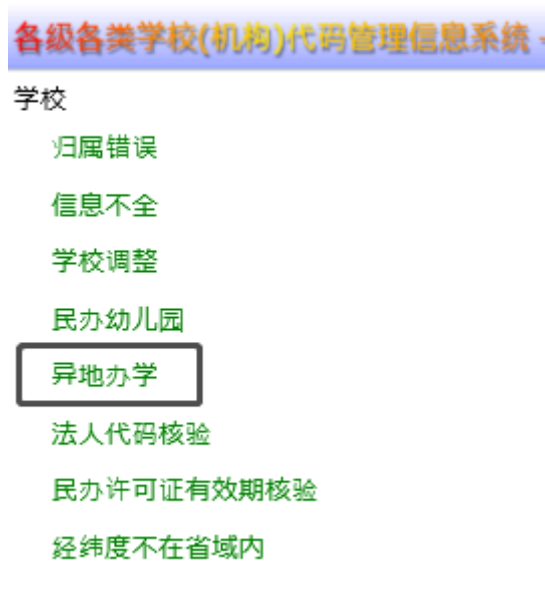 各级各类学校(机构)代码管理信息系统 -
学校
归属错误
信息不全
学校调整
民办幼儿园
异地办学
法人代码核验
民办许可证有效期核验
经纬度不在省域内